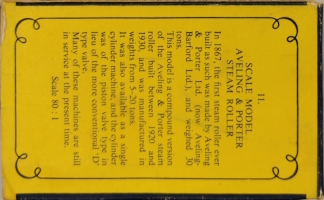 11.
SCALE MODEL
AVELING & PORTER
STEAM ROLLER
In 1867, the first steam roller ever
built as such was made by Aveling
& Porter Ltd. (now Aveling-
Barford Ltd.), and weighed 30
tons.
This model is a compound version
of the Aveling & Porter steam
roller built between 1920 and
1930, and was manufactured in
weights from 5–20 tons.
It was also available as a single
cylinder model and the cylinder
was of the piston valve type in
lieu of the more conventional 'D'
type valve.
Many of these machines are still
in service at the present time.
Scale 80 : 1.